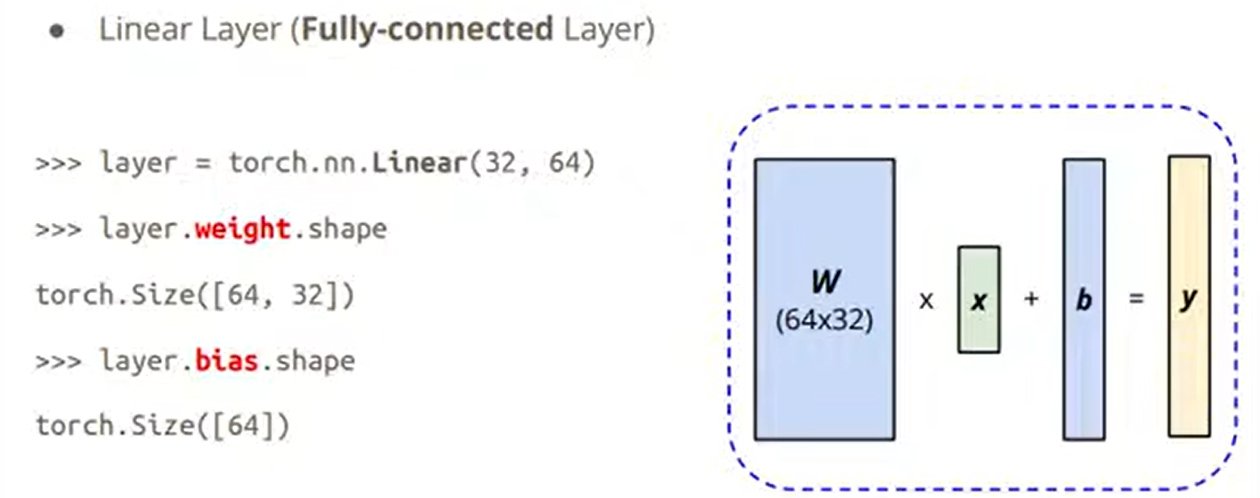 ● Linear Layer (Fully-connected Layer)
>>> layer = torch.nn.Linear(32, 64)
>>> layer.weight.shape
torch.Size([64, 32])
>>> layer.bias.shape
torch.Size([64])
W
(64x32)
x x + b = y